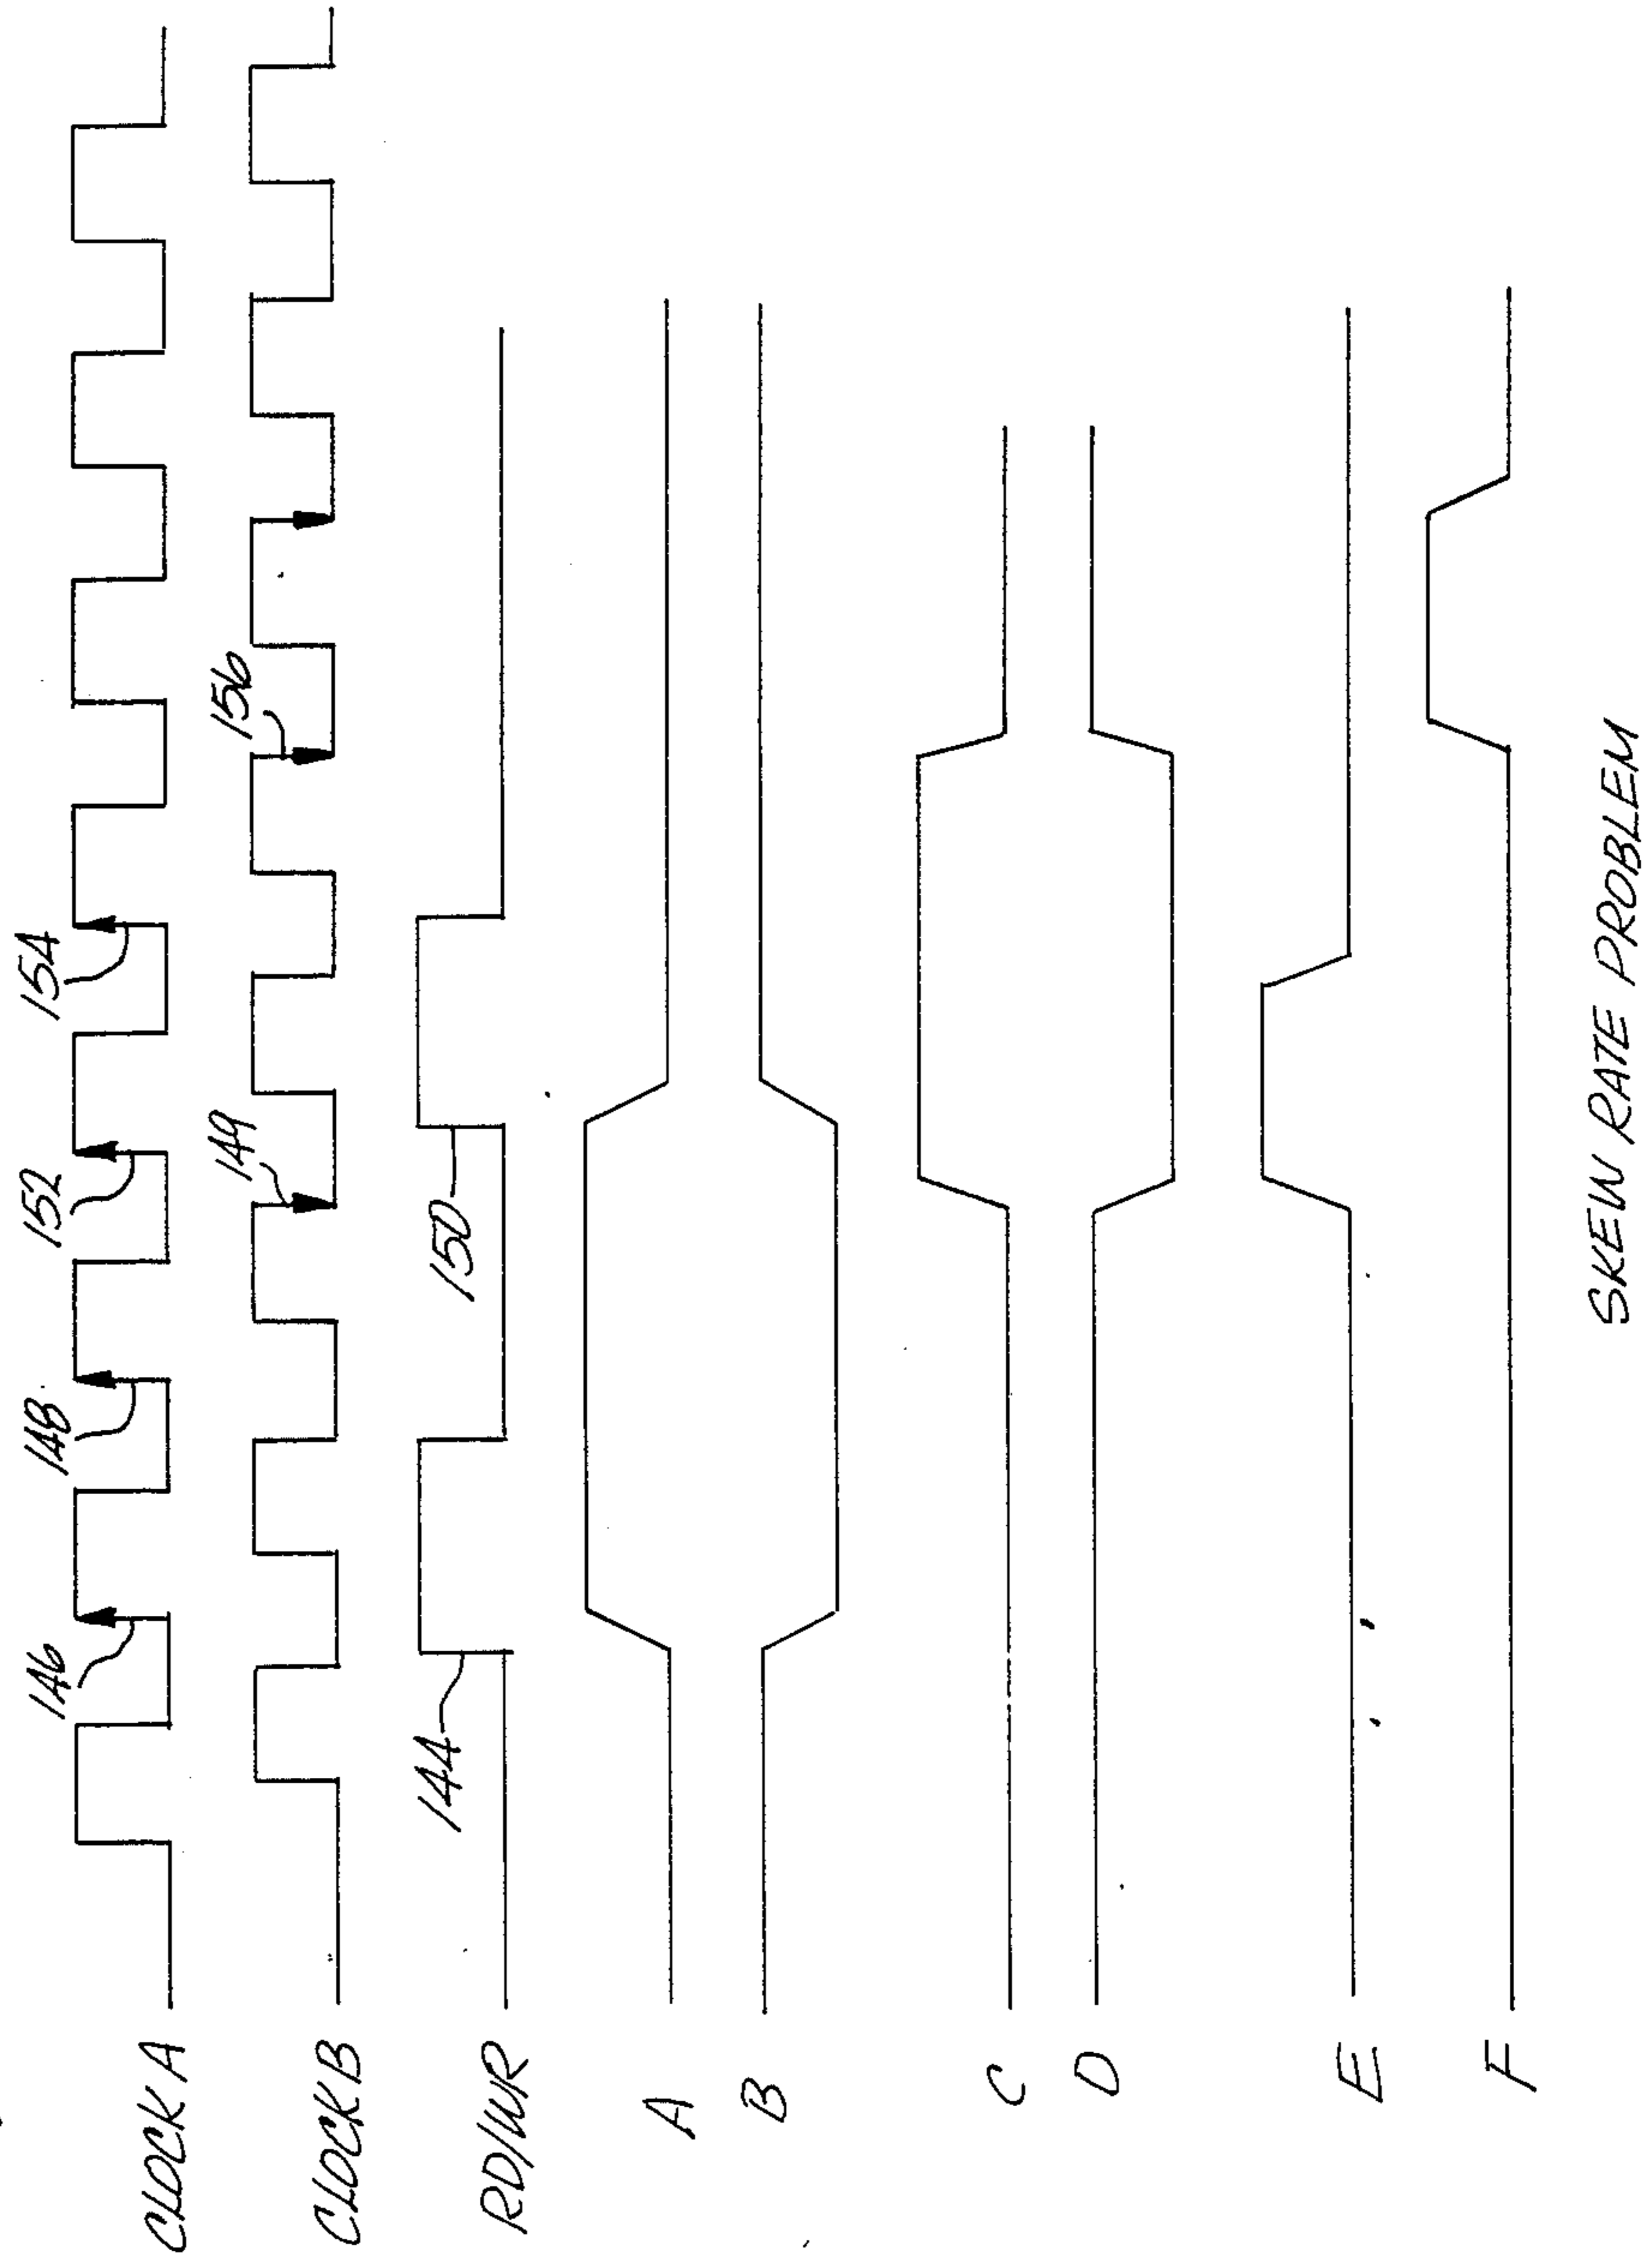 CLOCK A
146
148
152
154
CLOCK B
149
156
RD/WR
144
150
A
B
C
D
E
F
SKEW RATE PROBLEM